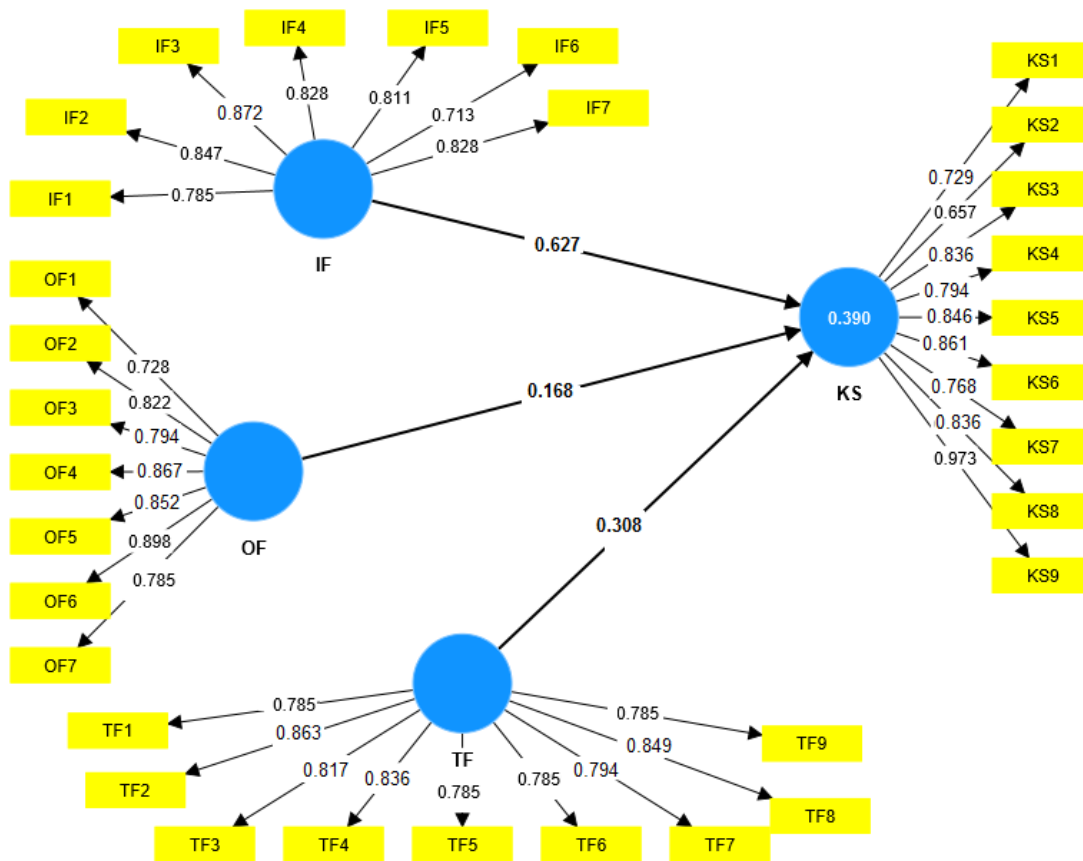 IF4
IF5
IF3
IF6
IF2
IF7
IF1
0.872
0.828
0.811
0.713
0.828
0.847
0.785
IF
KS1
KS2
KS3
KS4
KS5
KS6
KS7
KS8
KS9
0.729
0.657
0.836
0.794
0.846
0.861
0.768
0.836
0.973
0.390
KS
0.627
0.168
0.308
OF1
OF2
OF3
OF4
OF5
OF6
OF7
0.728
0.822
0.794
0.867
0.852
0.898
0.785
OF
TF
0.785
0.863
0.817
0.836
0.785
0.785
0.794
0.849
0.785
TF1
TF2
TF3
TF4
TF5
TF6
TF7
TF8
TF9